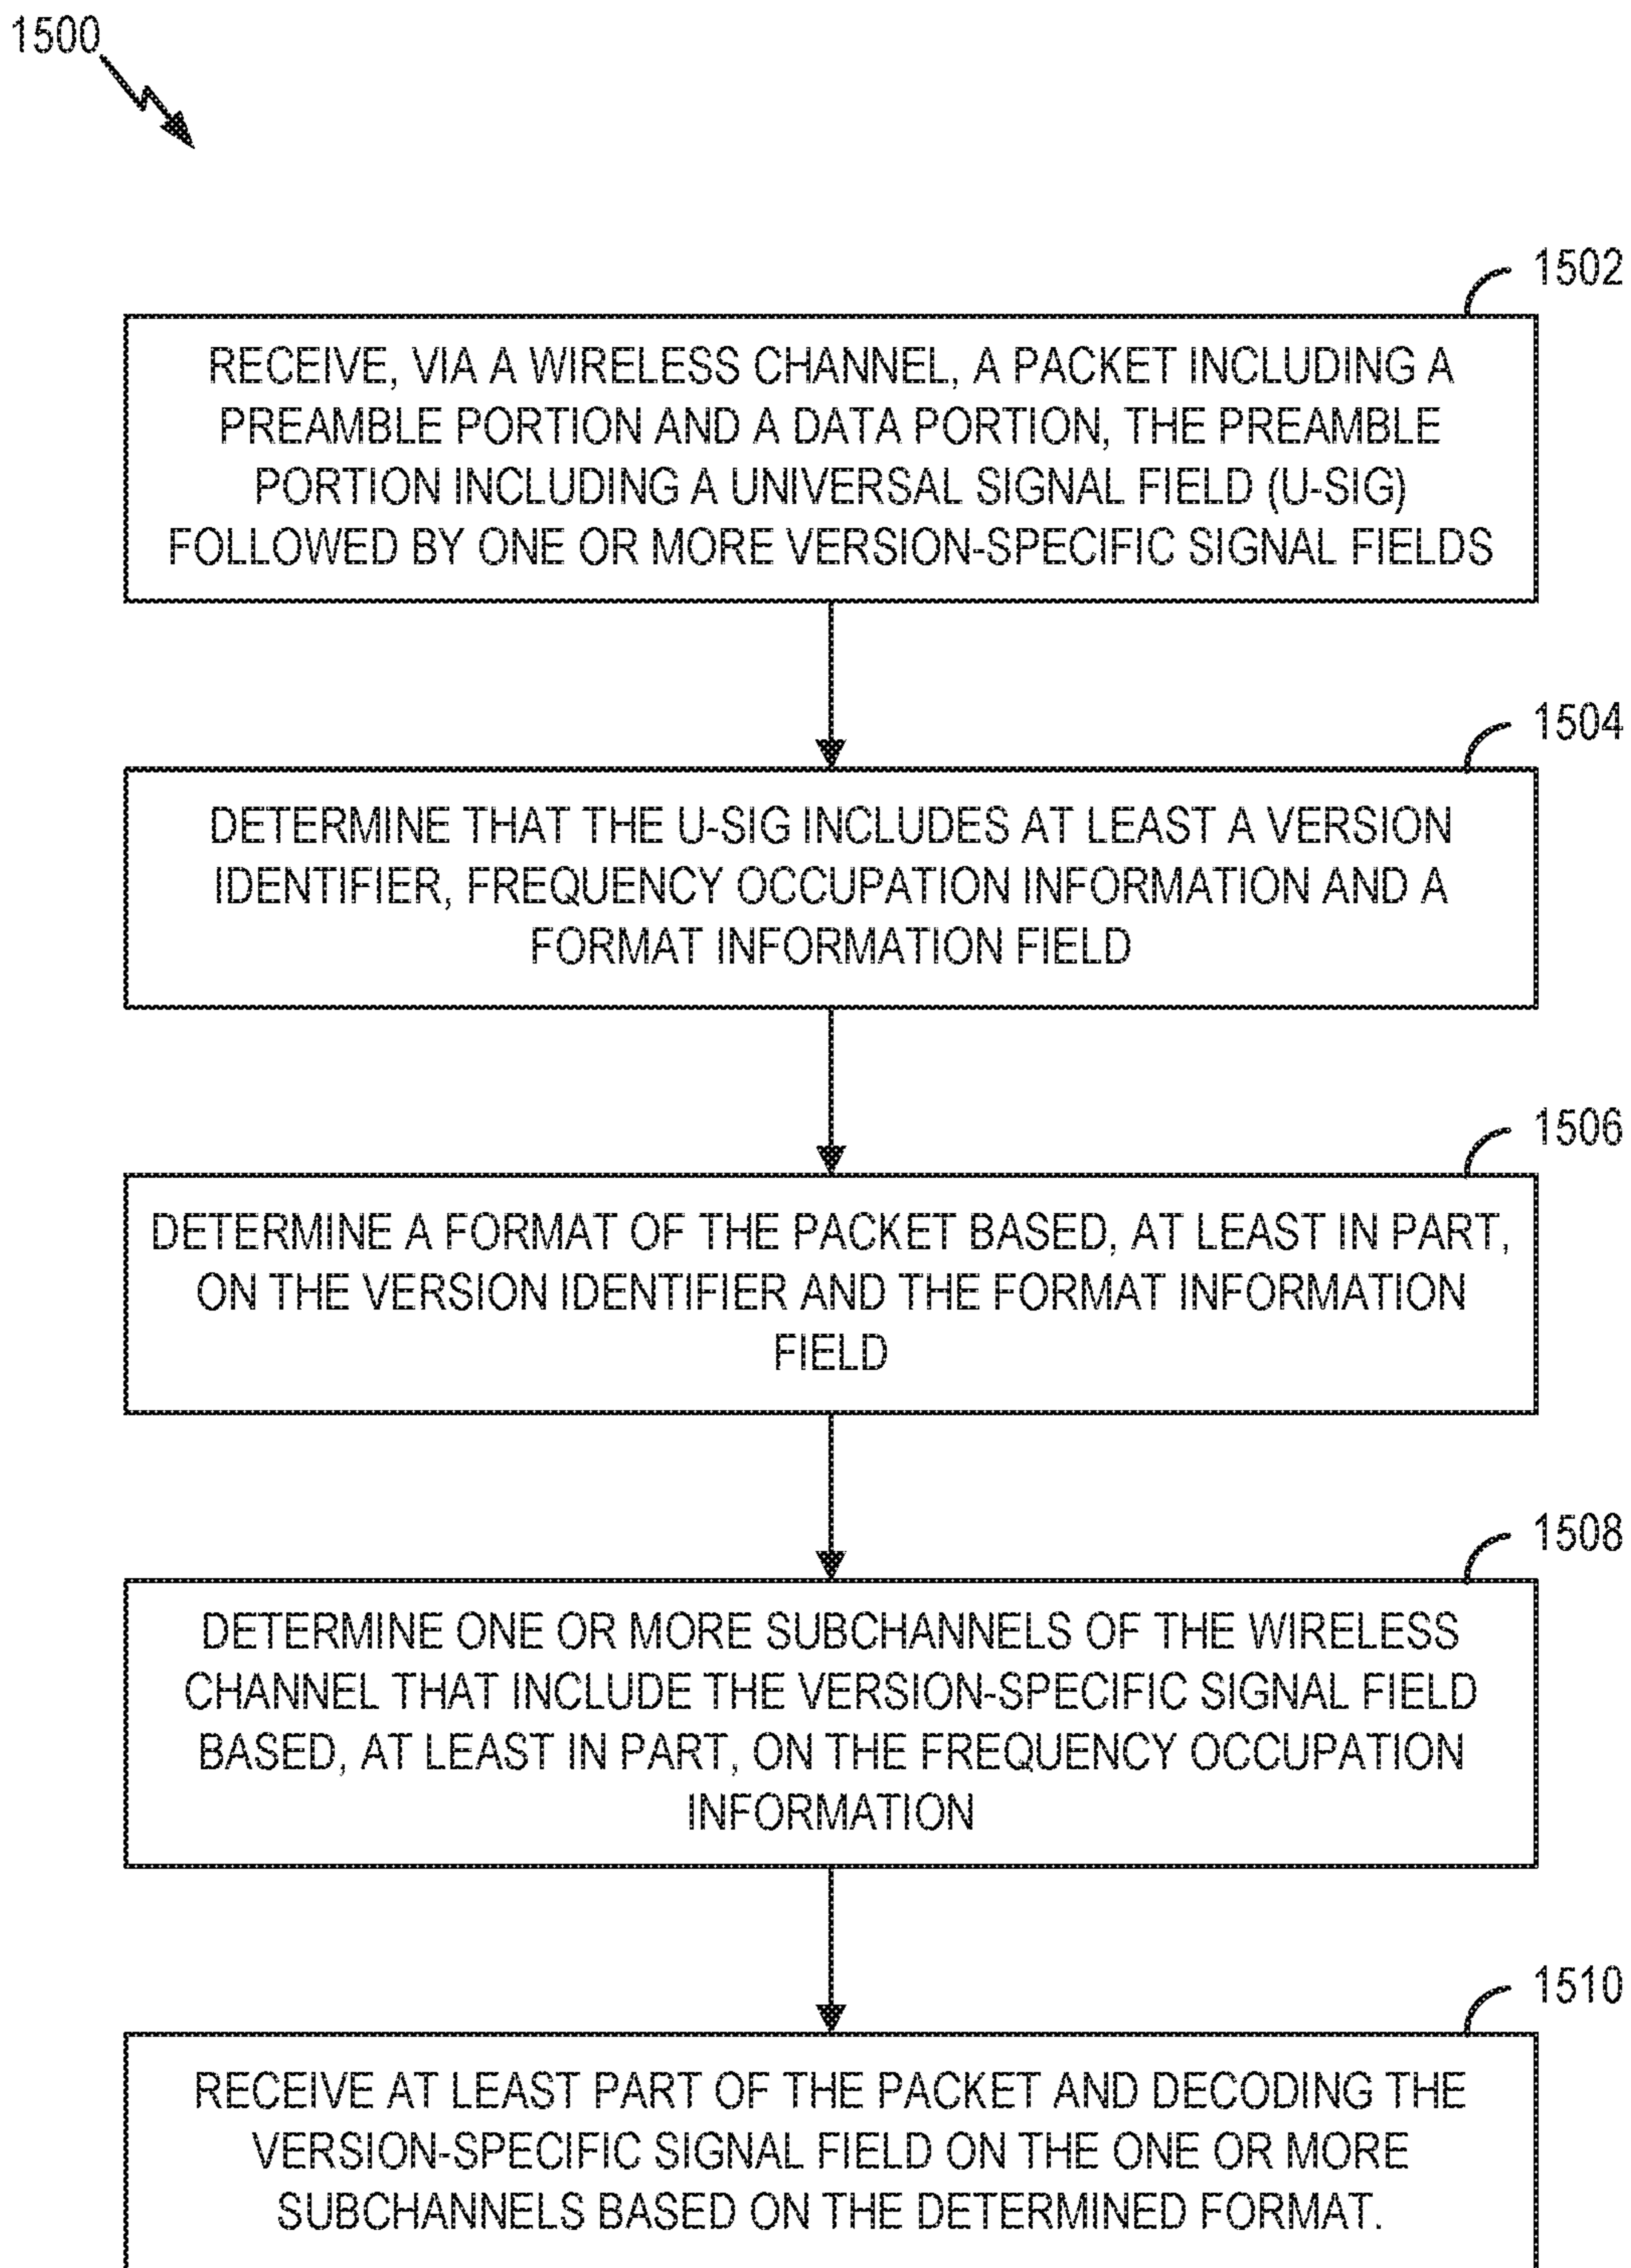 1500
1502
RECEIVE, VIA A WIRELESS CHANNEL, A PACKET INCLUDING A
PREAMBLE PORTION AND A DATA PORTION, THE PREAMBLE
PORTION INCLUDING A UNIVERSAL SIGNAL FIELD (U-SIG)
FOLLOWED BY ONE OR MORE VERSION-SPECIFIC SIGNAL FIELDS
1504
DETERMINE THAT THE U-SIG INCLUDES AT LEAST A VERSION
IDENTIFIER, FREQUENCY OCCUPATION INFORMATION AND A
FORMAT INFORMATION FIELD
1506
DETERMINE A FORMAT OF THE PACKET BASED, AT LEAST IN PART,
ON THE VERSION IDENTIFIER AND THE FORMAT INFORMATION
FIELD
1508
DETERMINE ONE OR MORE SUBCHANNELS OF THE WIRELESS
CHANNEL THAT INCLUDE THE VERSION-SPECIFIC SIGNAL FIELD
BASED, AT LEAST IN PART, ON THE FREQUENCY OCCUPATION
INFORMATION
1510
RECEIVE AT LEAST PART OF THE PACKET AND DECODING THE
VERSION-SPECIFIC SIGNAL FIELD ON THE ONE OR MORE
SUBCHANNELS BASED ON THE DETERMINED FORMAT.